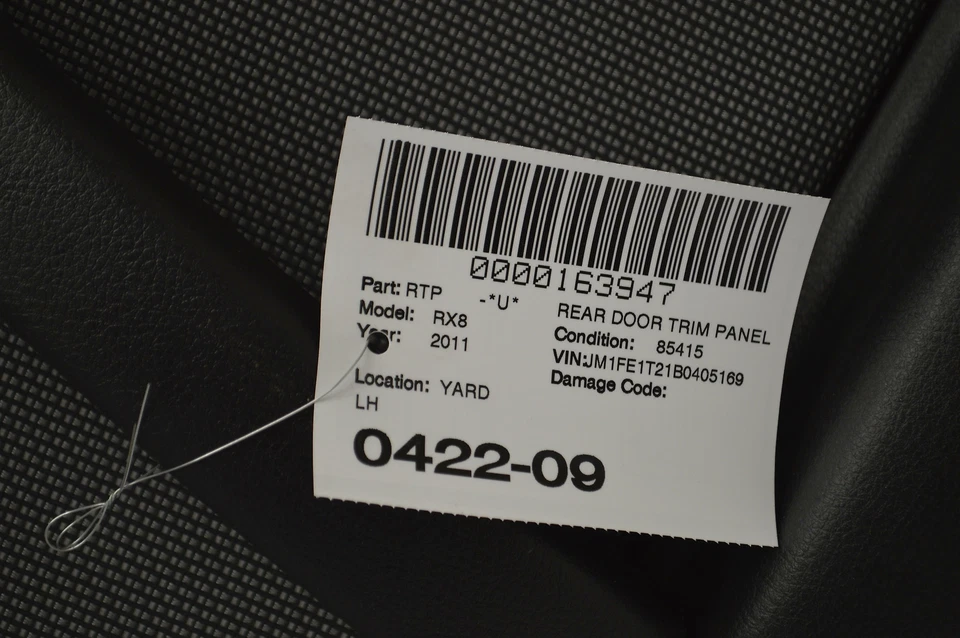 0000163947
Part: RTP -*U* REAR DOOR TRIM PANEL
Model: RX8 Condition: 85415
Year: 2011 VIN:JM1FE1T21B0405169
Damage Code:
Location: YARD
LH
0422-09